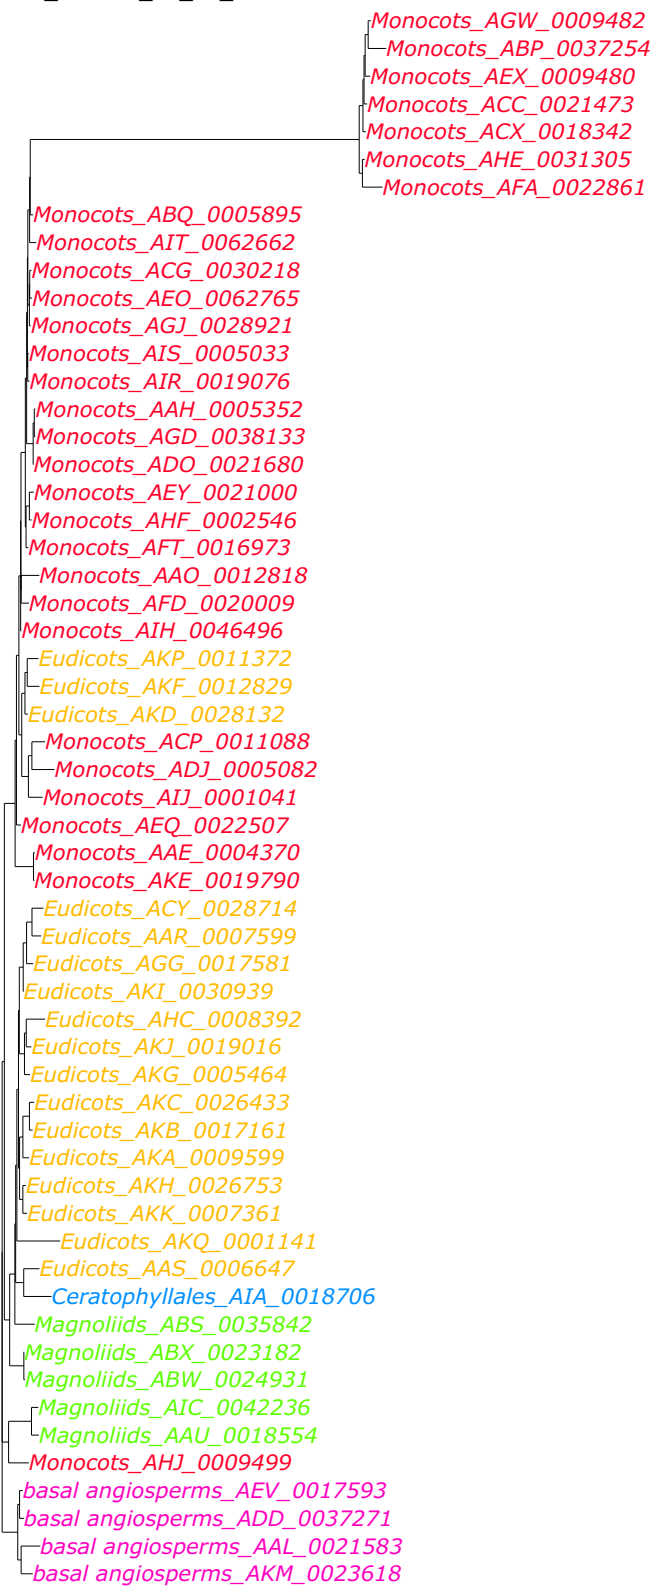 Monocots_AGW_0009482
Monocots_ABP_0037254
Monocots_AEX_0009480
Monocots_ACC_0021473
Monocots_ACX_0018342
Monocots_AHE_0031305
Monocots_AFA_0022861
Monocots_ABQ_0005895
Monocots_AIT_0062662
Monocots_ACG_0030218
Monocots_AEO_0062765
Monocots_AGJ_0028921
Monocots_AIS_0005033
Monocots_AIR_0019076
Monocots_AAH_0005352
Monocots_AGD_0038133
Monocots_ADO_0021680
Monocots_AEY_0021000
Monocots_AHF_0002546
Monocots_AFT_0016973
Monocots_AAO_0012818
Monocots_AFD_0020009
Monocots_AIH_0046496
Eudicots_AKP_0011372
Eudicots_AKF_0012829
Eudicots_AKD_0028132
Monocots_ACP_0011088
Monocots_ADJ_0005082
Monocots_AIJ_0001041
Monocots_AEQ_0022507
Monocots_AAE_0004370
Monocots_AKE_0019790
Eudicots_ACY_0028714
Eudicots_AAR_0007599
Eudicots_AGG_0017581
Eudicots_AKI_0030939
Eudicots_AHC_0008392
Eudicots_AKJ_0019016
Eudicots_AKG_0005464
Eudicots_AKC_0026433
Eudicots_AKB_0017161
Eudicots_AKA_0009599
Eudicots_AKH_0026753
Eudicots_AKK_0007361
Eudicots_AKQ_0001141
Eudicots_AAS_0006647
Ceratophyllales_AIA_0018706
Magnoliids_ABS_0035842
Magnoliids_ABX_0023182
Magnoliids_ABW_0024931
Magnoliids_AIC_0042236
Magnoliids_AAU_0018554
Monocots_AHJ_0009499
basal angiosperms_AEV_0017593
basal angiosperms_ADD_0037271
basal angiosperms_AAL_0021583
basal angiosperms_AKM_0023618